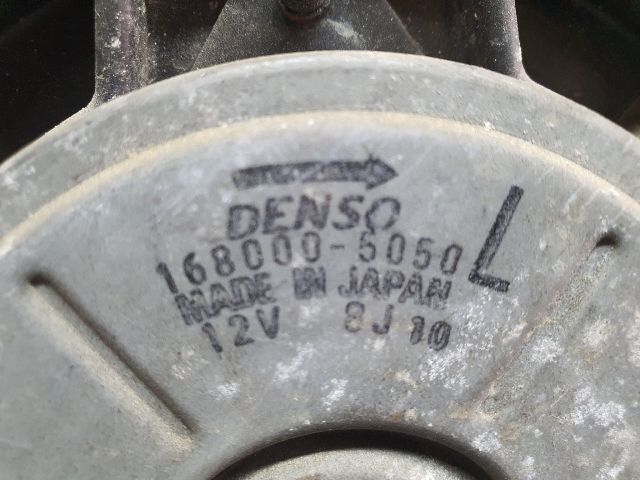 DENSO
168000-5050 L
MADE IN JAPAN
12V 8J 10